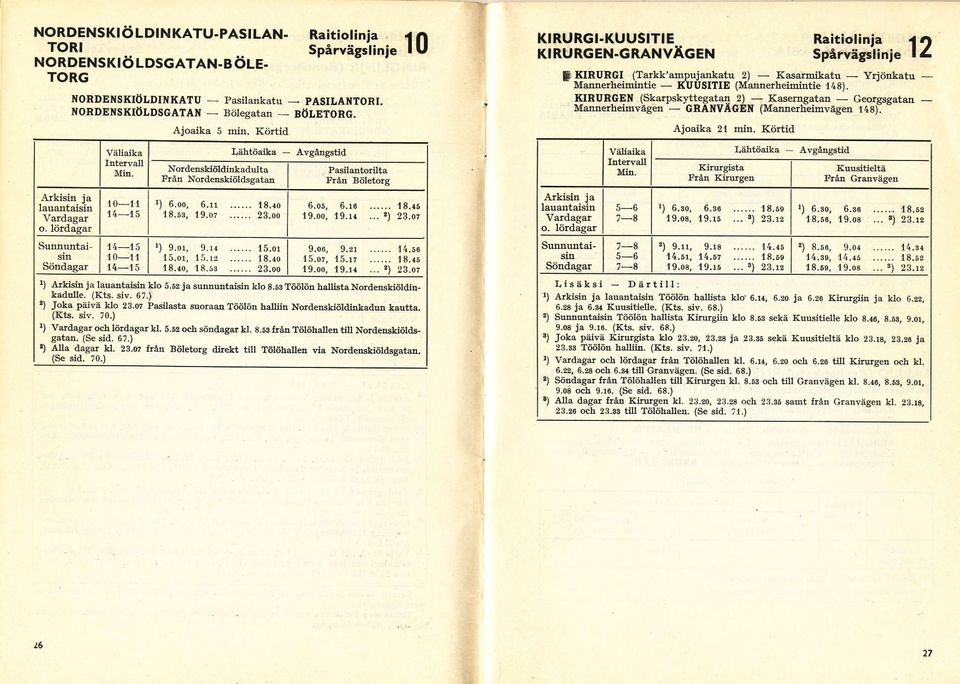 NORDENSKIÖLDINKATU-PASILAN-
TORI
NORDENSKIÖLDSGATAN-BÖLE-
TORG
Raitiolinja
Spårvägslinje 10
NORDENSKIÖLDINKATU — Pasilankatu — PASILANTORI.
NORDENSKIÖLDSGATAN — Bölegatan — BÖLETORG.
Ajoaika 5 min. Körtid
Väliaika
Intervall
Min.
Lähtöaika — Avgångstid
Nordenskiöldinkadulta
Från Nordenskiöldsgatan
Pasilantorilta
Från Böletorg
Arkisin ja
lauantaisin
Vardagar
o. lördagar
10—11 ¹) 6.00, 6.11 ...... 18.40 6.05, 6.16 ...... 18.45
14—15 18.53, 19.07 ...... 23.00 19.00, 19.14 ... ²) 23.07
Sunnuntai-
sin
Söndagar
14—15 ¹) 9.01, 9.14 ...... 15.01 9.06, 9.21 ...... 14.56
10—11 15.01, 15.12 ...... 18.40 15.07, 15.17 ...... 18.45
14—15 18.40, 18.53 ...... 23.00 19.00, 19.14 ... ²) 23.07
¹) Arkisin ja lauantaisin klo 5.52 ja sunnuntaisin klo 8.53 Töölön hallista Nordenskiöldin-
kadulle. (Kts. siv. 67.)
²) Joka päivä klo 23.07 Pasilasta suoraan Töölön halliin Nordenskiöldinkadun kautta.
(Kts. siv. 70.)
¹) Vardagar och lördagar kl. 5.52 och söndagar kl. 8.53 från Tölöhallen till Nordenskiölds-
gatan. (Se sid. 67.)
²) Alla dagar kl. 23.07 från Böletorg direkt till Tölöhallen via Nordenskiöldsgatan.
(Se sid. 70.)
26
KIRURGI-KUUSITIE
KIRURGEN-GRANVÄGEN
Raitiolinja
Spårvägslinje 12
KIRURGI (Tarkk'ampujankatu 2) — Kasarmikatu — Yrjönkatu —
Mannerheimintie — KUUSITIE (Mannerheimintie 148).
KIRURGEN (Skarpskyttegatan 2) — Kaserngatan — Georgsgatan —
Mannerheimvägen — GRANVÄGEN (Mannerheimvägen 148).
Ajoaika 21 min. Körtid
Väliaika
Intervall
Min.
Lähtöaika — Avgångstid
Kirurgista
Från Kirurgen
Kuusitieltä
Från Granvägen
Arkisin ja
lauantaisin
Vardagar
o. lördagar
5—6 ¹) 6.30, 6.36 ...... 18.59 ¹) 6.30, 6.36 ...... 18.52
7—8 19.08, 19.15 ... ³) 23.12 18.56, 19.08 ... ³) 23.12
Sunnuntai-
sin
Söndagar
7—8 ²) 9.11, 9.18 ...... 14.45 ²) 8.56, 9.04 ...... 14.34
5—6 14.51, 14.57 ...... 18.59 14.39, 14.45 ...... 18.52
7—8 19.08, 19.15 ... ³) 23.12 18.59, 19.08 ... ³) 23.12
Lisäksi — Därtill:
¹) Arkisin ja lauantaisin Töölön hallista klo 6.14, 6.20 ja 6.26 Kirurgiin ja klo 6.22,
6.28 ja 6.34 Kuusitielle. (Kts. siv. 68.)
²) Sunnuntaisin Töölön hallista Kirurgiin klo 8.53 sekä Kuusitielle klo 8.46, 8.53, 9.01,
9.08 ja 9.16. (Kts. siv. 68.)
³) Joka päivä Kirurgista klo 23.20, 23.28 ja 23.35 sekä Kuusitieltä klo 23.18, 23.26 ja
23.33 Töölön halliin. (Kts. siv. 71.)
¹) Vardagar och lördagar från Tölöhallen kl. 6.14, 6.20 och 6.26 till Kirurgen och kl.
6.22, 6.28 och 6.34 till Granvägen. (Se sid. 68.)
²) Söndagar från Tölöhallen till Kirurgen kl. 8.53 och till Granvägen kl. 8.46, 8.53, 9.01,
9.08 och 9.16. (Se sid. 68.)
³) Alla dagar från Kirurgen kl. 23.20, 23.28 och 23.35 samt från Granvägen kl. 23.18,
23.26 och 23.33 till Tölöhallen. (Se sid. 71.)
27